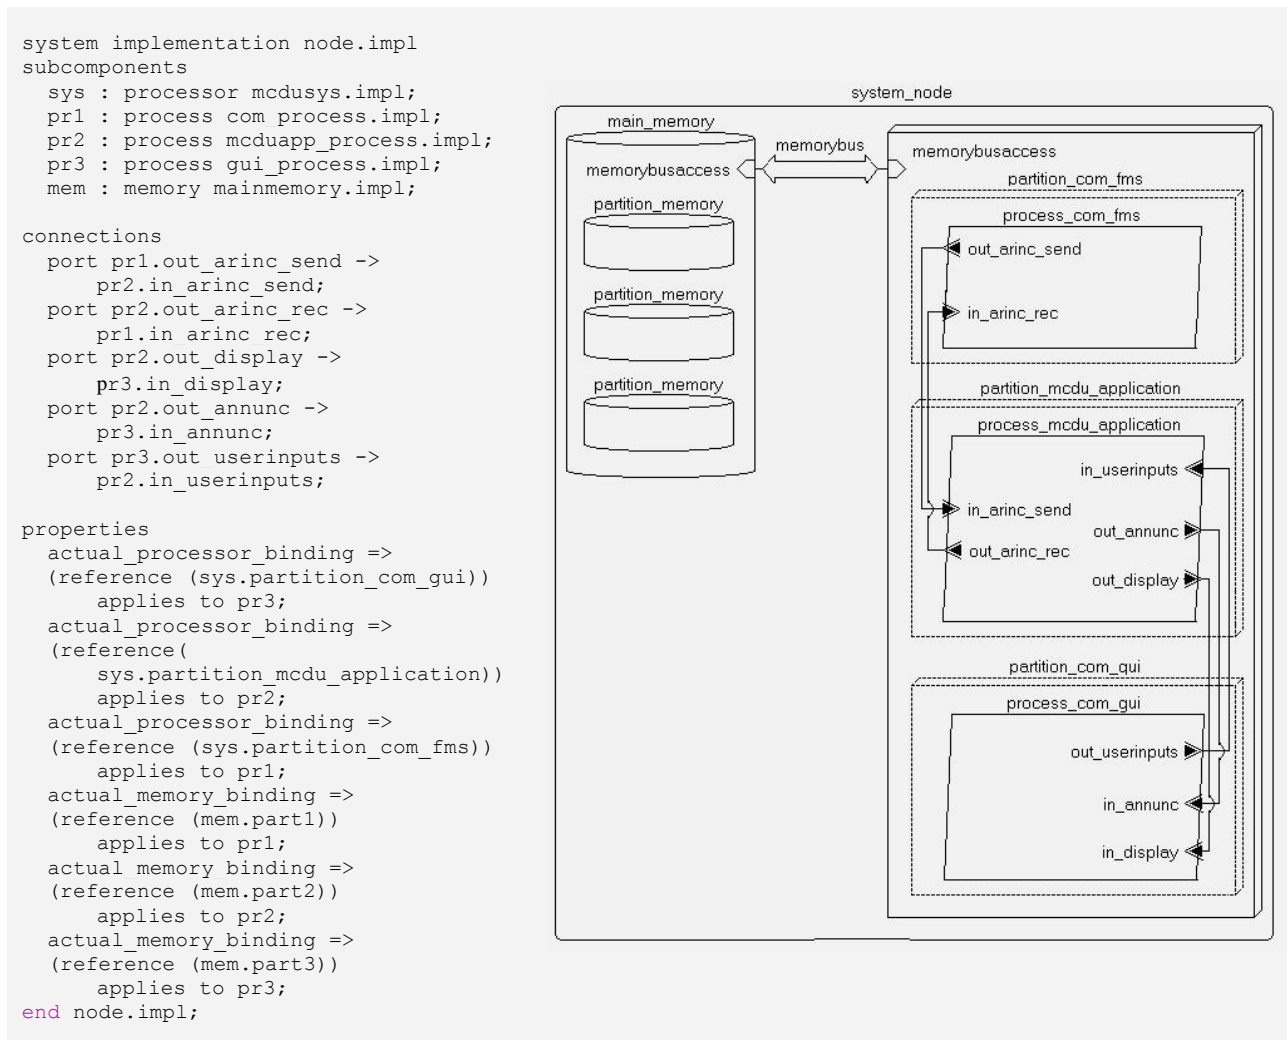 system implementation node.impl
subcomponents
sys : processor mcdusys.impl;
pr1 : process com process.impl;
pr2 : process mcduapp_process.impl;
pr3 : process gui_process.impl;
mem : memory mainmemory.impl;
connections
port pr1.out_arinc_send ->
pr2.in_arinc_send;
port pr2.out_arinc_rec ->
pr1.in arinc rec;
port pr2.out_display ->
pr3.in_display;
port pr2.out_annunc ->
pr3.in_annunc;
port pr3.out userinputs ->
pr2.in_userinputs;
properties
actual_processor_binding =>
(reference (sys.partition_com_gui))
applies to pr3;
actual_processor_binding =>
(reference(
sys.partition_mcdu_application))
applies to pr2;
actual_processor_binding =>
(reference (sys.partition_com_fms))
applies to pr1;
actual_memory_binding =>
(reference (mem.part1))
applies to pr1;
actual memory binding =>
(reference (mem.part2))
applies to pr2;
actual_memory_binding =>
(reference (mem.part3))
applies to pr3;
end node.impl;
system_node
main_memory
memorybus
memorybusaccess
memorybusaccess
partition_memory
partition_memory
partition_memory
partition_com_fms
process_com_fms
out_arinc_send
in_arinc_rec
partition_mcdu_application
process_mcdu_application
in_userinputs
in_arinc_send
out_annunc
out_arinc_rec
out_display
partition_com_qui
process_com_gui
out_userinputs
in_annunc
in_display